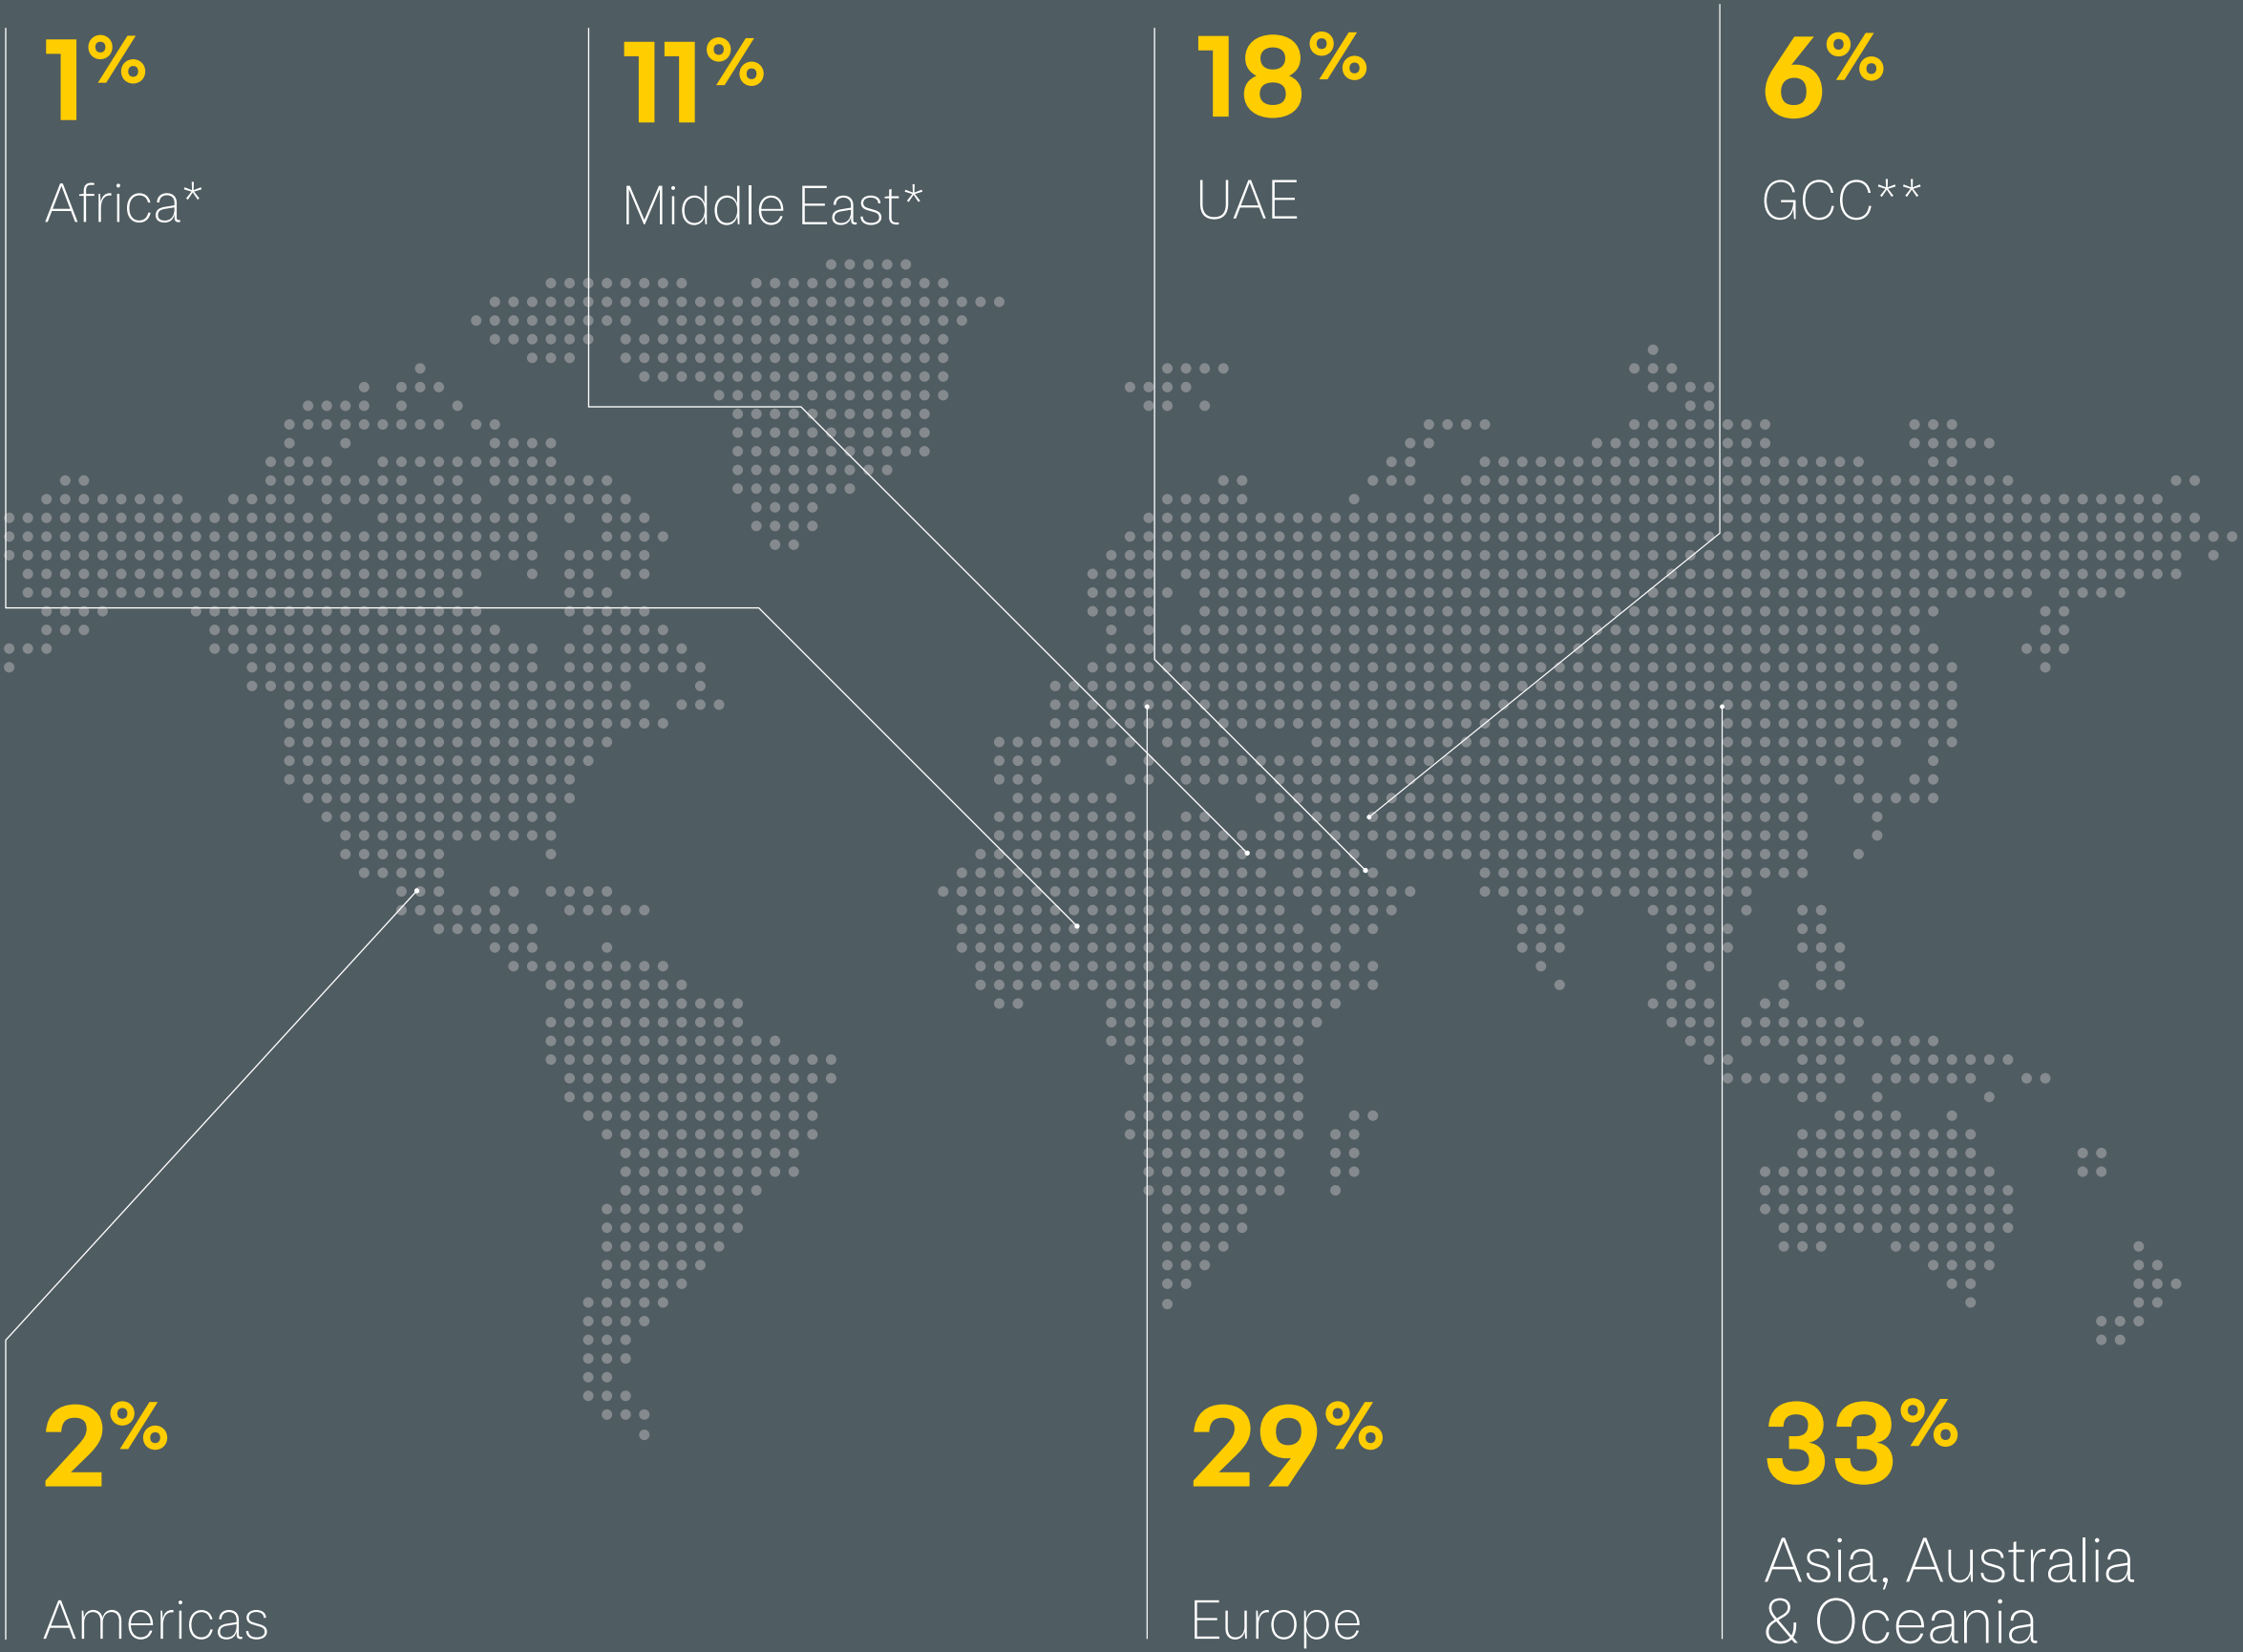 1%
Africa*
11%
Middle East*
18%
UAE
6%
GCC**
2%
Americas
29%
Europe
33%
Asia, Australia
& Oceania